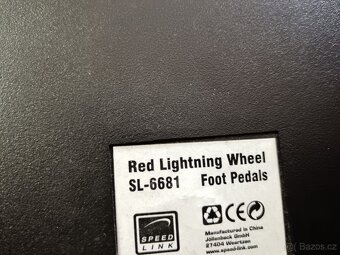 Red Lightning Wheel
SL-6681 Foot Pedals
SPEED
LINK
CE
Manufactured in China
Jöllenbeck GmbH
27404 Weertzen
www.speed-link.com
Bazoš.cz